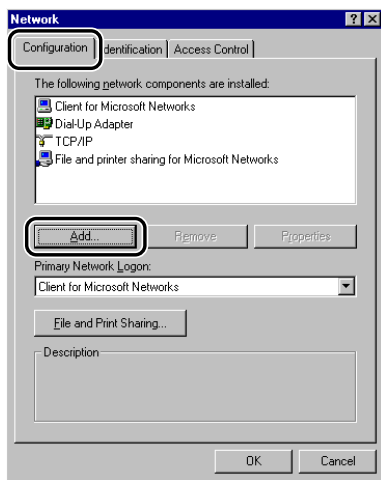 Network
Configuration dentification Access Control
The following network components are installed:
Client for Microsoft Networks
Dial-Up Adapter
TCP/IP
File and printer sharing for Microsoft Networks
Add... Remove Properties
Primary Network Logon:
Client for Microsoft Networks
File and Print Sharing...
Description
OK Cancel